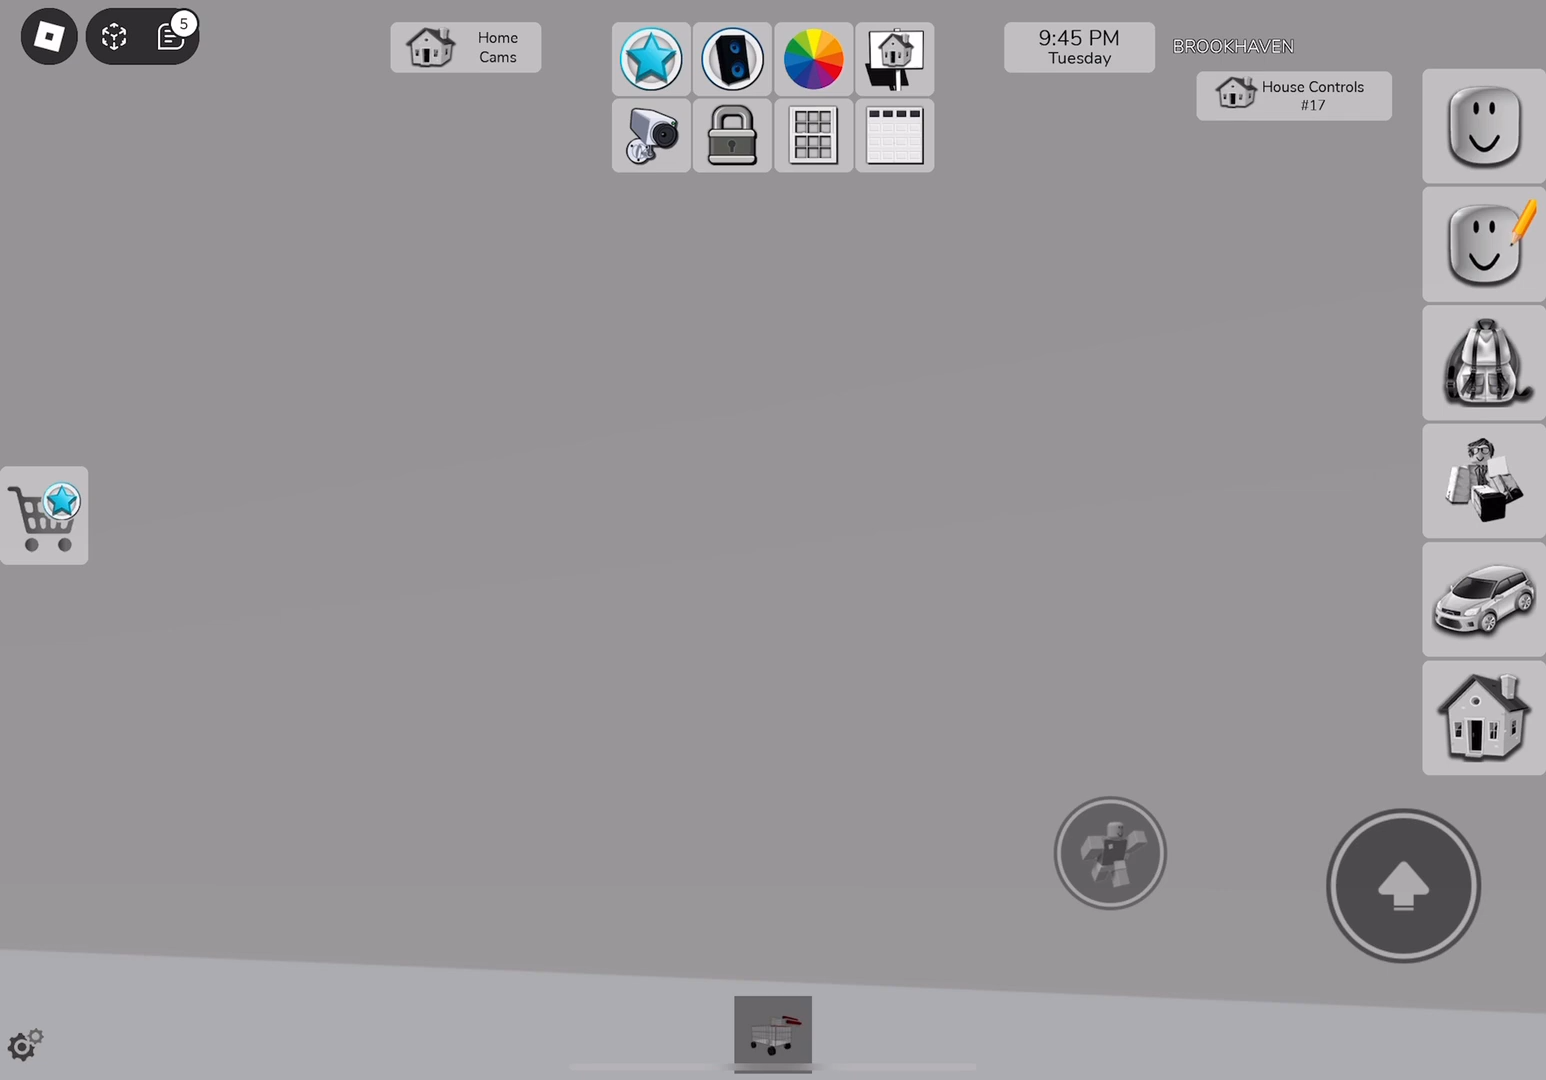 5
Home
Cams
9:45 PM
Tuesday
BROOKHAVEN
House Controls
#17